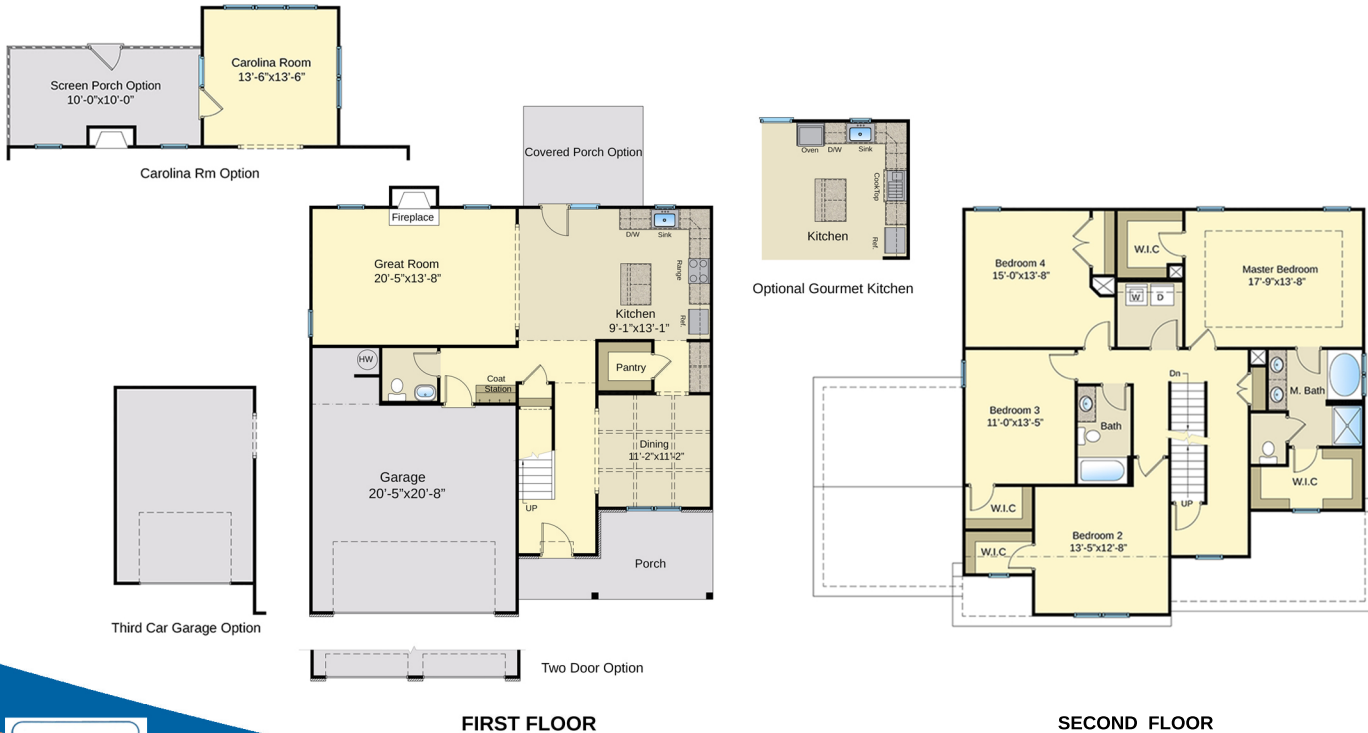 Carolina Room
13'-6"x13'-6"
Screen Porch Option
10'-0"x10'-0"
Carolina Rm Option
Covered Porch Option
Fireplace
D/W
Sink
Great Room
20'-5"x13'-8"
Range
Kitchen
9'-1"x13'-1"
Ref.
HW
Coat
Station
Pantry
Dining
11'-2"x11'-2"
Garage
20'-5"x20'-8"
UP
Porch
Third Car Garage Option
Two Door Option
FIRST FLOOR
Oven
D/W
Sink
CookTop
Kitchen
Ref.
Optional Gourmet Kitchen
Bedroom 4
15'-0"x13'-8"
W.I.C
Master Bedroom
17'-9"x13'-8"
W
D
Dn
M. Bath
Bedroom 3
11'-0"x13'-5"
Bath
W.I.C
W.I.C
UP
Bedroom 2
13'-5"x12'-8"
W.I.C
SECOND FLOOR